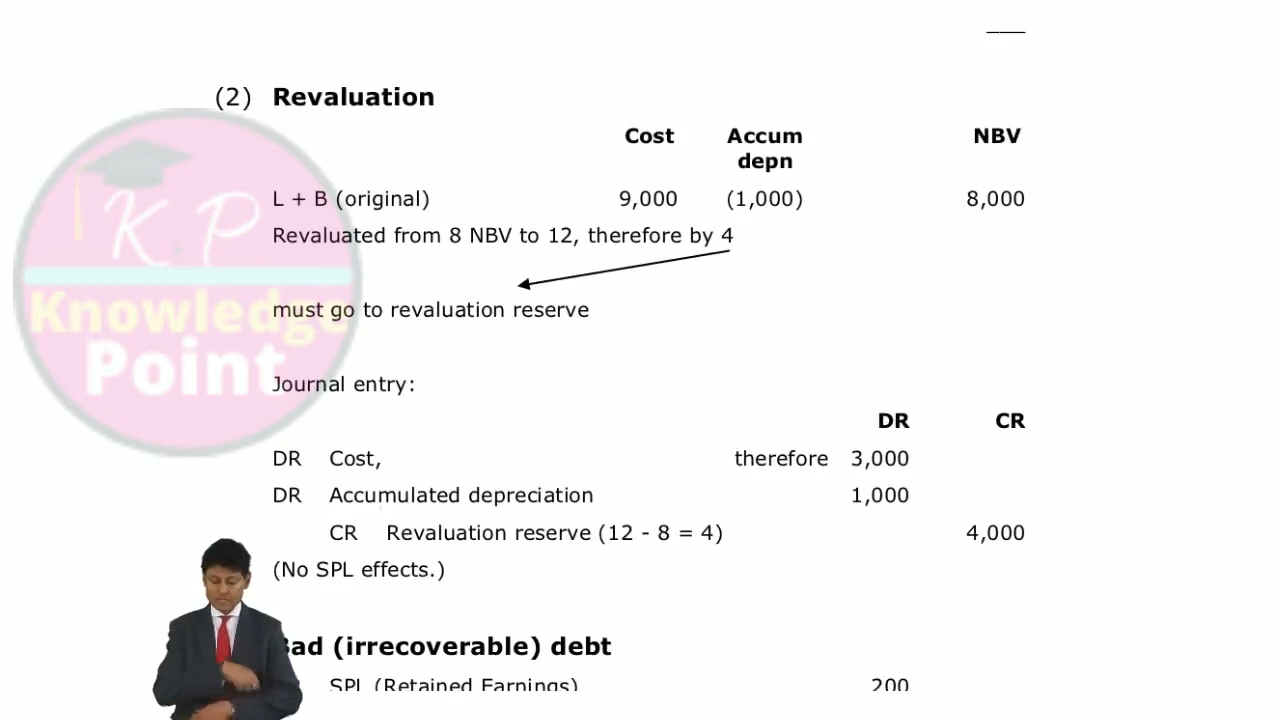 (2) Revaluation
Cost Accum depn NBV
L + B (original) 9,000 (1,000) 8,000
Revaluated from 8 NBV to 12, therefore by 4
must go to revaluation reserve
Journal entry:
DR CR
DR Cost, therefore 3,000
DR Accumulated depreciation 1,000
CR Revaluation reserve (12 - 8 = 4) 4,000
(No SPL effects.)
Bad (irrecoverable) debt
SPL (Retained Earnings) 200
K P
Knowledge
Point